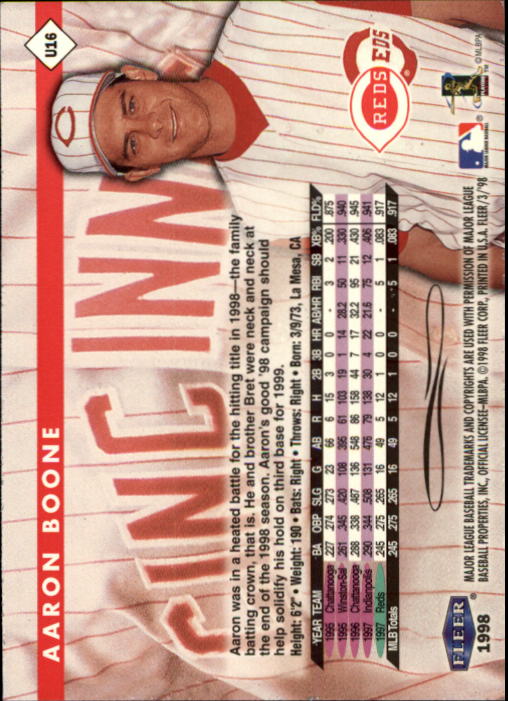 U16
AARON BOONE
CINCINN
C
REDS
REDS
©MLBPA
Aaron was in a heated battle for the hitting title in 1998—the family
batting crown, that is. He and brother Bret were neck and neck at
the end of the 1998 season. Aaron's good '98 campaign should
help solidify his hold on third base for 1999.
Height: 6'2" • Weight: 190 • Bats: Right • Throws: Right • Born: 3/9/73, La Mesa, CA
YEAR TEAM BA OBP SLG G AB R H 2B 3B HR AB/HR RBI SB XB% FLD%
1995 Chattanooga .227 .274 .273 23 66 6 15 3 0 0 - 3 2 .200 .875
1995 Winston-Sal .261 .345 .420 108 395 61 103 19 1 14 28.2 50 11 .330 .940
1996 Chattanooga .288 .338 .487 136 548 86 158 44 7 17 32.2 95 21 .430 .945
1997 Indianapolis .290 .344 .508 131 476 79 138 30 4 22 21.6 75 12 .406 .941
1997 Reds .245 .275 .265 16 49 5 12 1 0 0 - 5 1 .083 .917
MLB Totals .245 .275 .265 16 49 5 12 1 0 0 - 5 1 .083 .917
FLEER
1998
MAJOR LEAGUE BASEBALL TRADEMARKS AND COPYRIGHTS ARE USED WITH PERMISSION OF MAJOR LEAGUE
BASEBALL PROPERTIES, INC., OFFICIAL LICENSEE-MLBPA. ©1998 FLEER CORP., PRINTED IN U.S.A. FLEER/3/'98